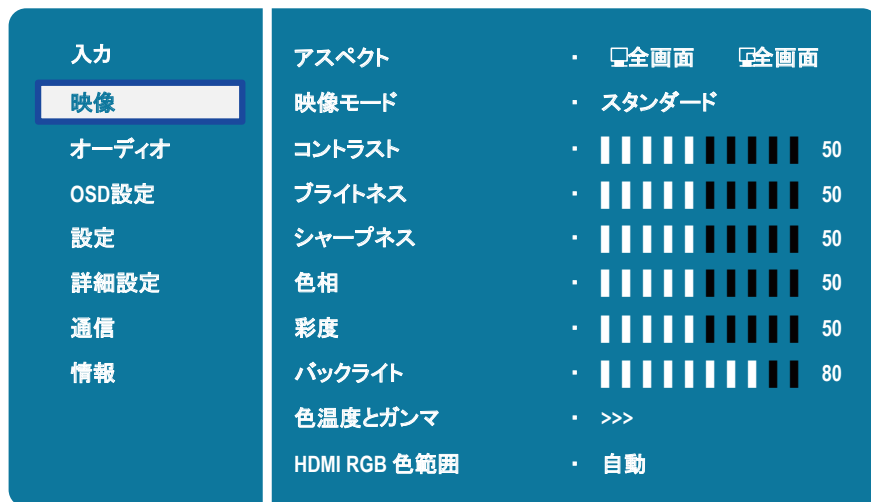 入力
映像
オーディオ
OSD設定
設定
詳細設定
通信
情報
アスペクト ・ 全画面 全画面
映像モード ・ スタンダード
コントラスト ・ 50
ブライトネス ・ 50
シャープネス ・ 50
色相 ・ 50
彩度 ・ 50
バックライト ・ 80
色温度とガンマ ・ >>>
HDMI RGB 色範囲 ・ 自動